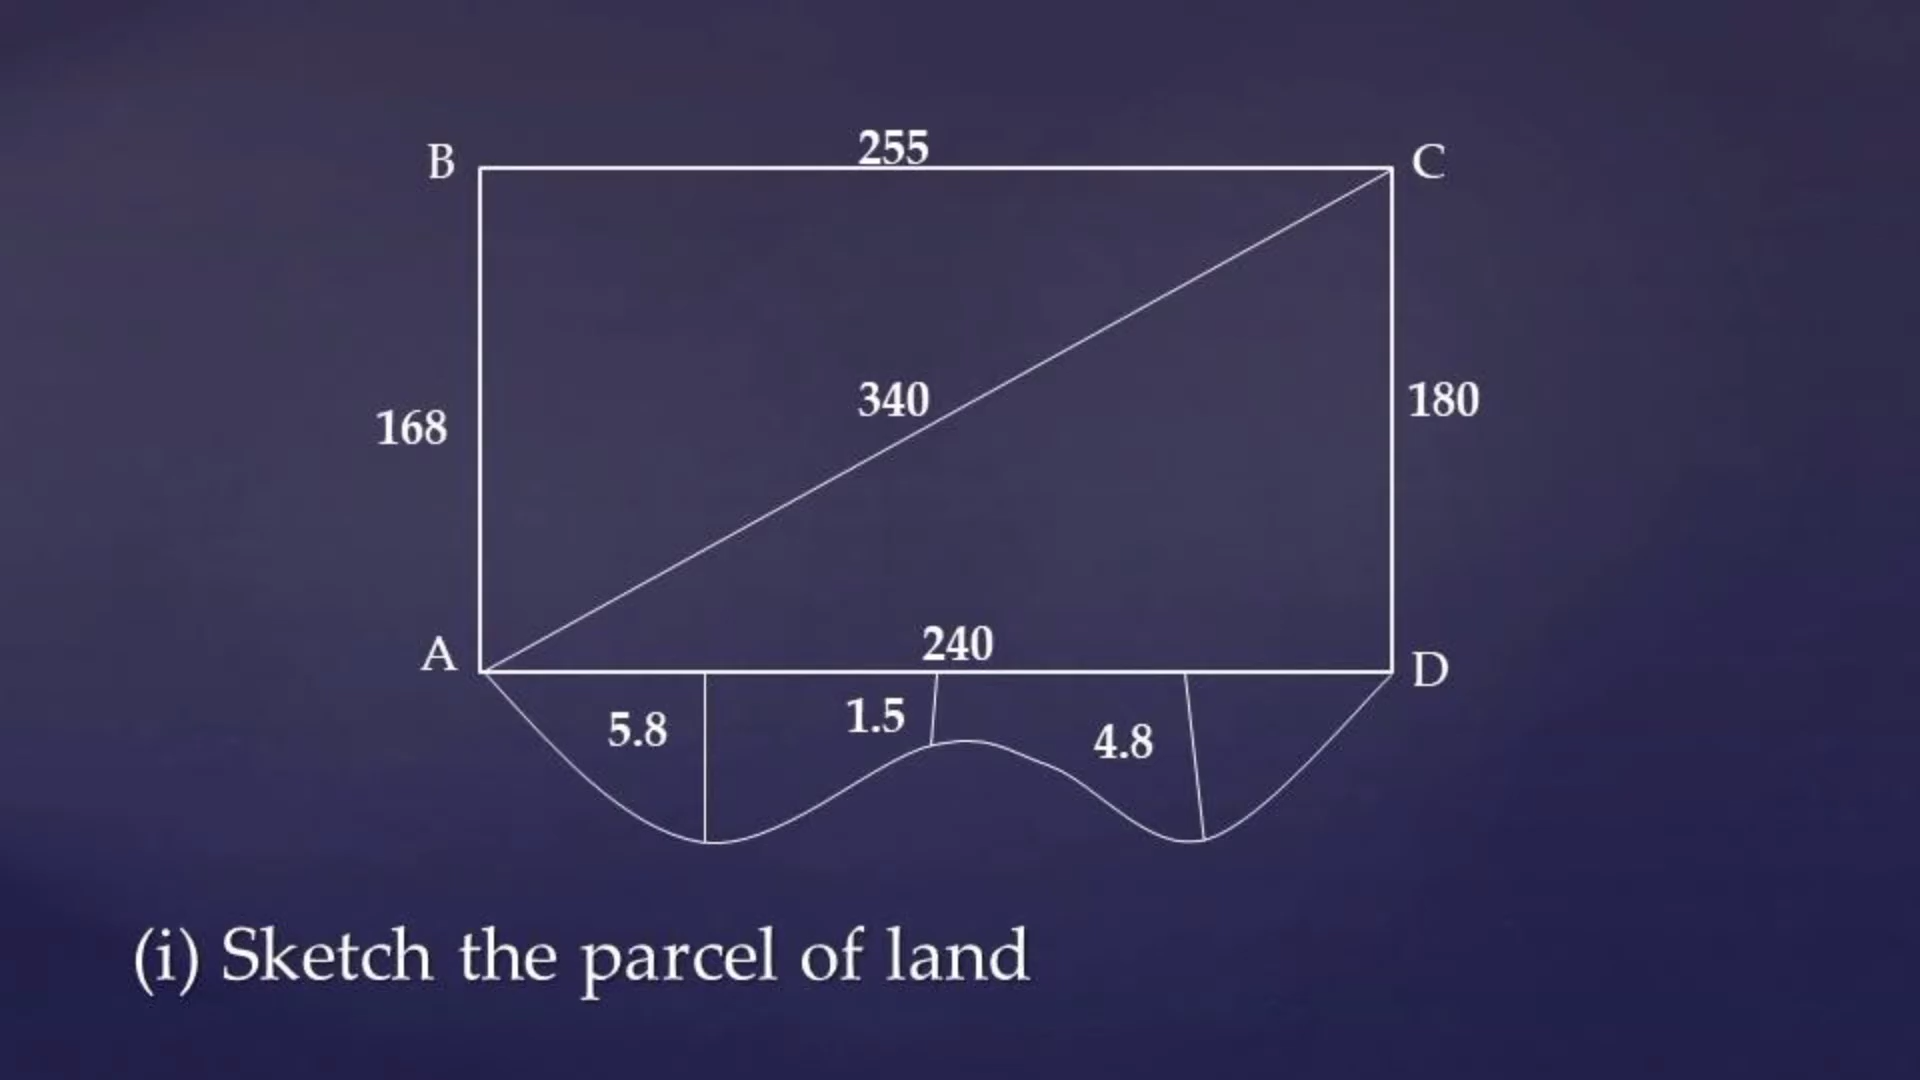 255
B
C
340
180
168
A
240
D
5.8
1.5
4.8
(i) Sketch the parcel of land